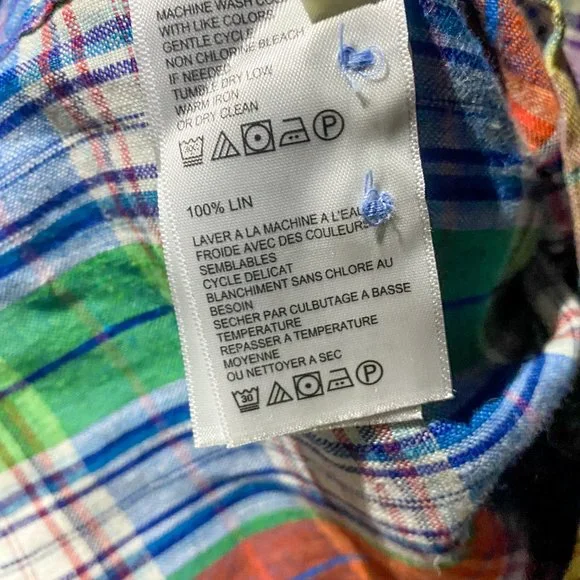 MACHINE WASH COLD
WITH LIKE COLORS
GENTLE CYCLE
NON CHLORINE BLEACH
IF NEEDED
TUMBLE DRY LOW
WARM IRON
OR DRY CLEAN
P
100% LIN
LAVER A LA MACHINE A L'EAU
FROIDE AVEC DES COULEURS
SEMBLABLES
CYCLE DELICAT
BLANCHIMENT SANS CHLORE AU
BESOIN
SECHER PAR CULBUTAGE A BASSE
TEMPERATURE
REPASSER A TEMPERATURE
MOYENNE
OU NETTOYER A SEC
30 P